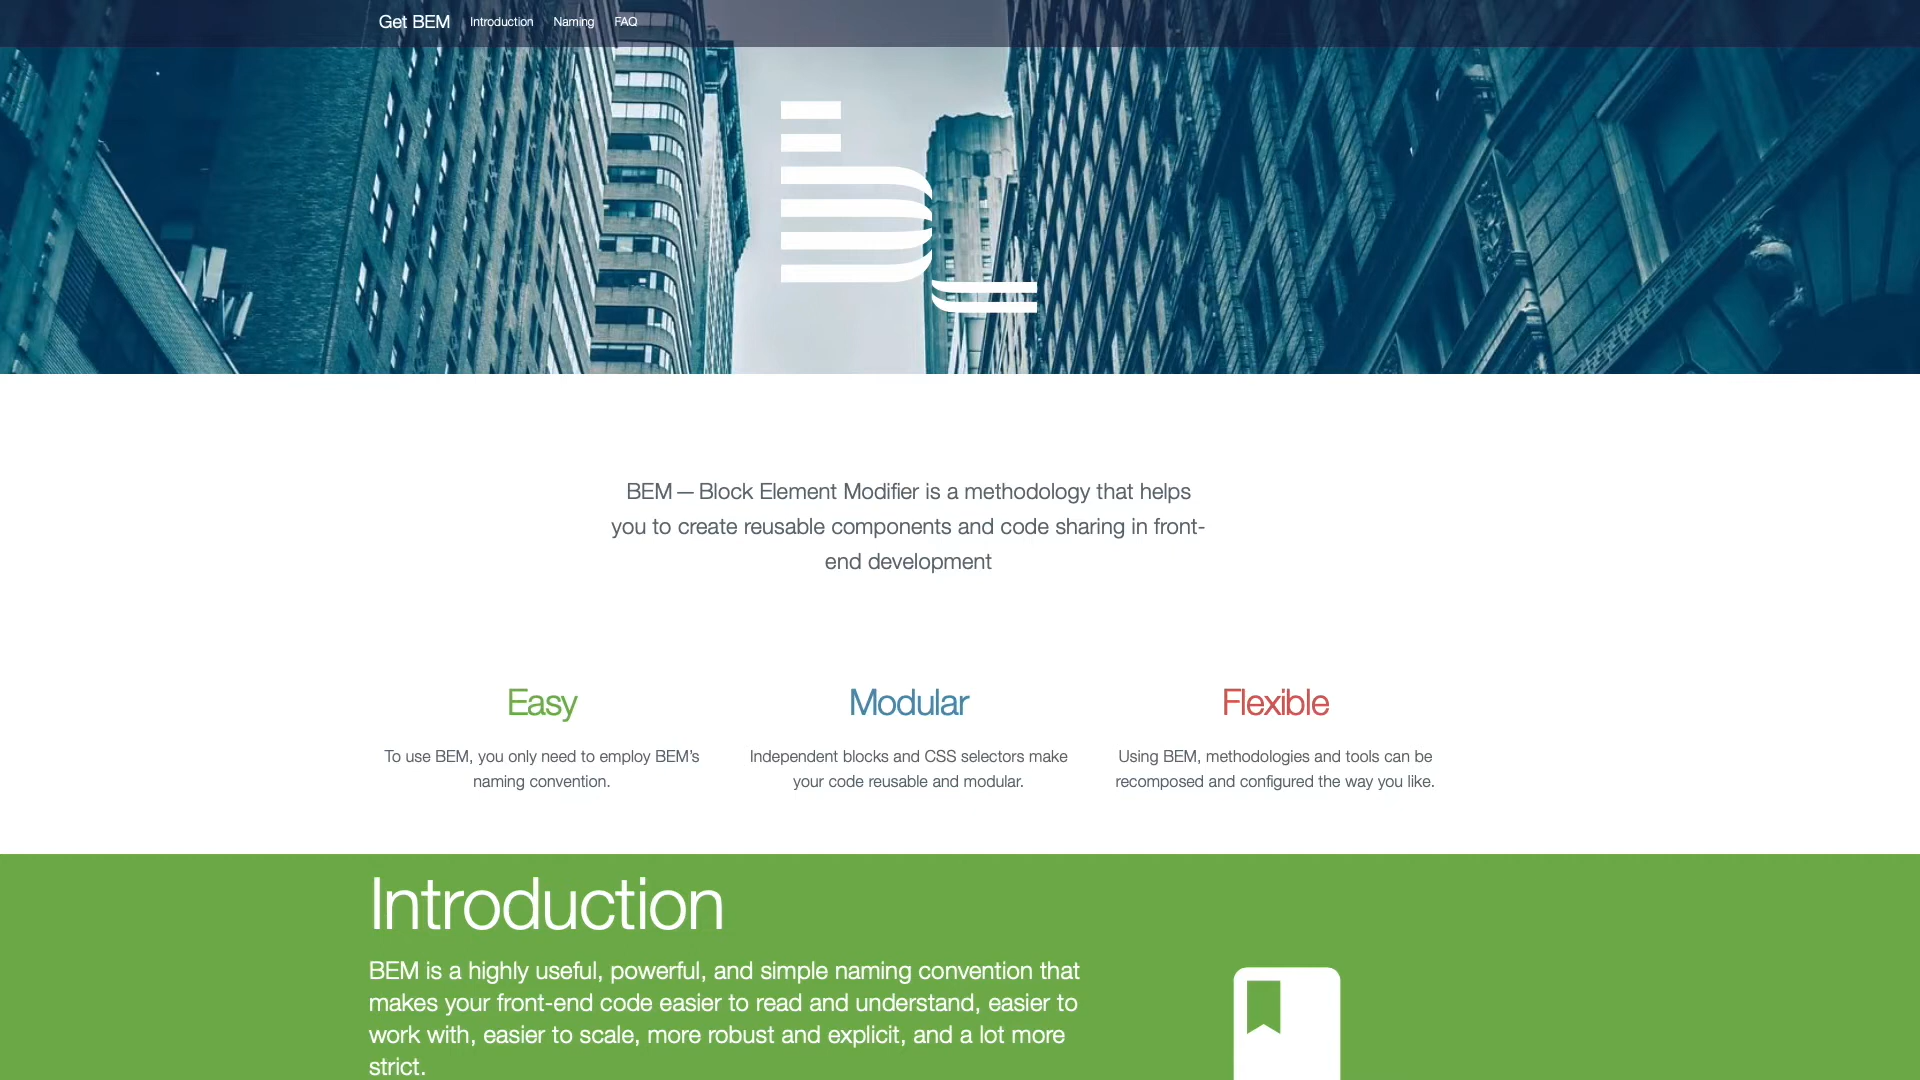 Get BEM Introduction Naming FAQ
BEM — Block Element Modifier is a methodology that helps
you to create reusable components and code sharing in front-
end development
Easy
To use BEM, you only need to employ BEM’s
naming convention.
Modular
Independent blocks and CSS selectors make
your code reusable and modular.
Flexible
Using BEM, methodologies and tools can be
recomposed and configured the way you like.
Introduction
BEM is a highly useful, powerful, and simple naming convention that
makes your front-end code easier to read and understand, easier to
work with, easier to scale, more robust and explicit, and a lot more
strict.